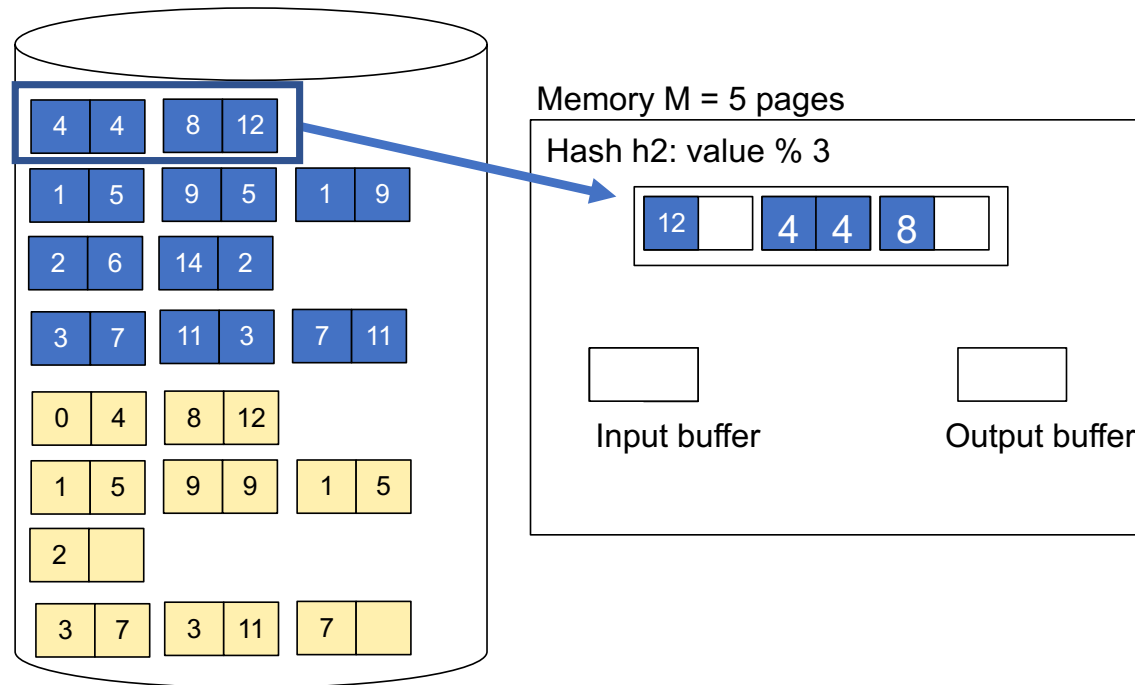 Memory M = 5 pages
Hash h2: value % 3
4 4 8 12
12 4 4 8
1 5 9 5 1 9
2 6 14 2
3 7 11 3 7 11
0 4 8 12
Input buffer Output buffer
1 5 9 9 1 5
2
3 7 3 11 7